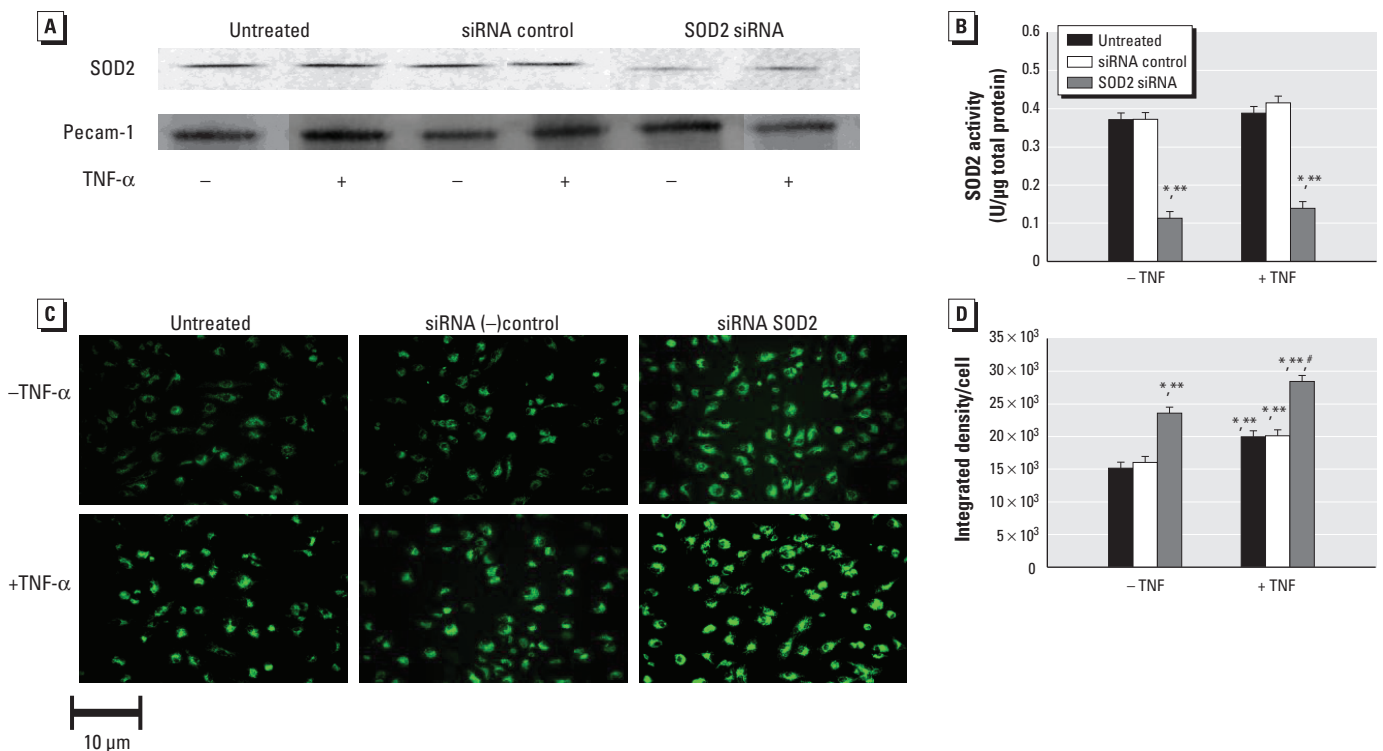 A
Untreated siRNA control SOD2 siRNA
SOD2
Pecam-1
TNF-α – + – + – +
B
0.6
0.5
0.4
0.3
0.2
0.1
0
SOD2 activity
(U/μg total protein)
Untreated
siRNA control
SOD2 siRNA
*,**
*,**
– TNF + TNF
C
Untreated siRNA (–)control siRNA SOD2
–TNF-α
+TNF-α
10 μm
D
35 × 10³
30 × 10³
25 × 10³
20 × 10³
15 × 10³
10 × 10³
5 × 10³
0
Integrated density/cell
*,**
*,**
*,**
*,**,#
– TNF + TNF